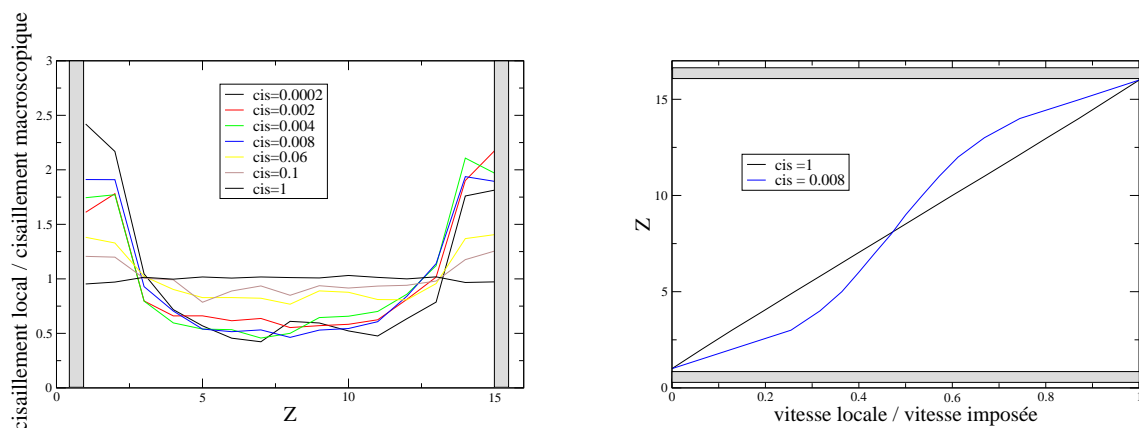 cisaillement local / cisaillement macroscopique
3
2.5
2
1.5
1
0.5
0
cis=0.0002
cis=0.002
cis=0.004
cis=0.008
cis=0.06
cis=0.1
cis=1
0 5 10 15
Z
Z
15
10
5
0
cis =1
cis = 0.008
0 0.2 0.4 0.6 0.8 1
vitesse locale / vitesse imposée